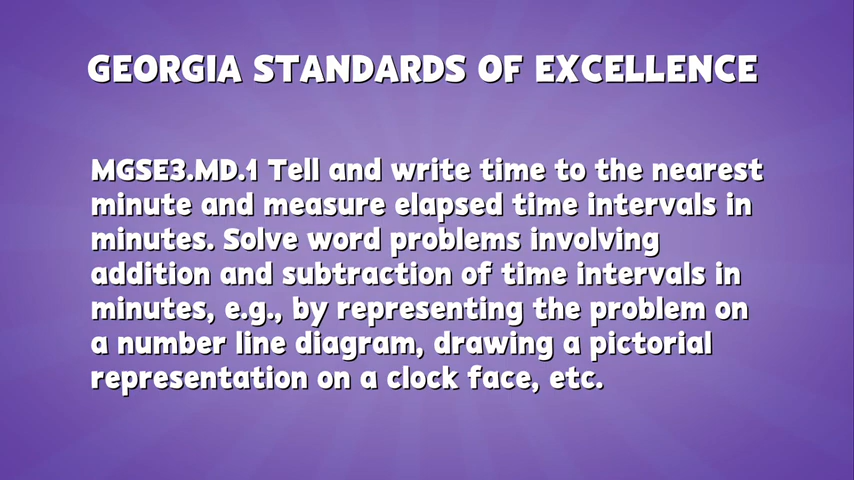 GEORGIA STANDARDS OF EXCELLENCE
MGSE3.MD.1 Tell and write time to the nearest
minute and measure elapsed time intervals in
minutes. Solve word problems involving
addition and subtraction of time intervals in
minutes, e.g., by representing the problem on
a number line diagram, drawing a pictorial
representation on a clock face, etc.